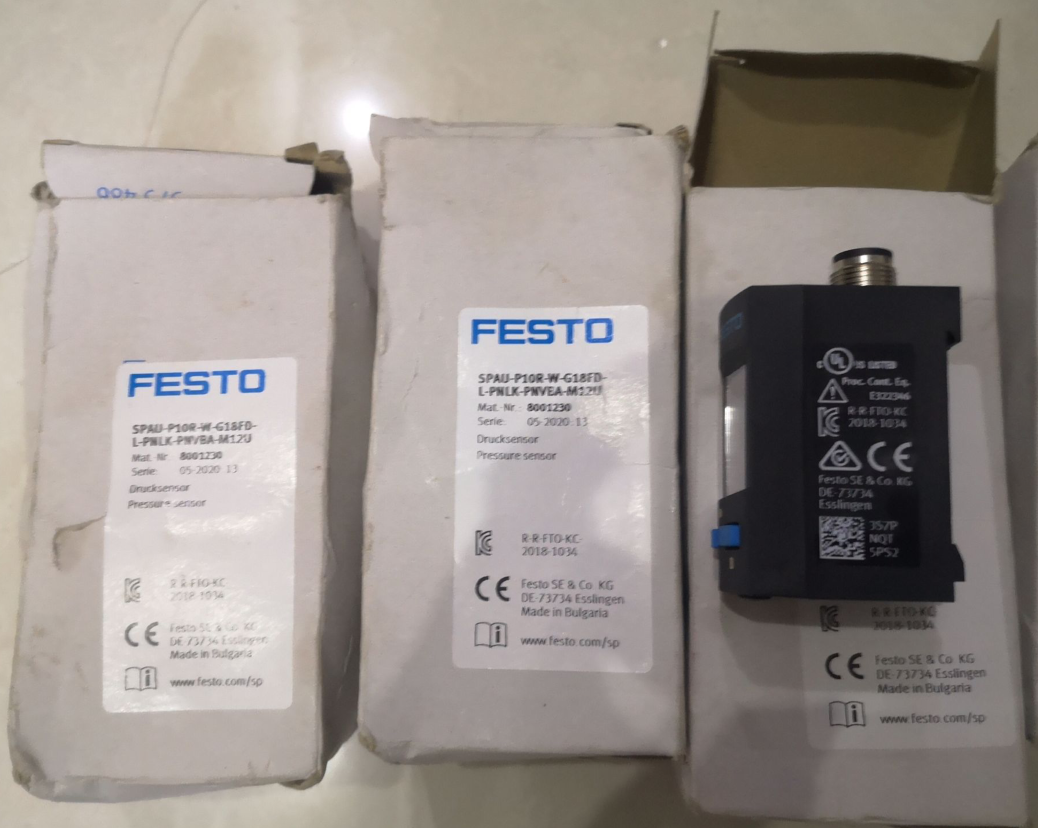 FESTO
SPAU-P10R-W-G18FD-
L-PNLK-PNVBA-M12U
Mat.-Nr.: 8001230
Serie: 05-2020 13
Drucksensor
Pressure sensor
R-R-FTO-KC
2018-1034
CE Festo SE & Co. KG
DE-73734 Esslingen
Made in Bulgaria
www.festo.com/sp
FESTO
SPAU-P10R-W-G18FD-
L-PNLK-PNVBA-M12U
Mat.-Nr.: 8001230
Serie: 05-2020 13
Drucksensor
Pressure sensor
R-R-FTO-KC
2018-1034
CE Festo SE & Co. KG
DE-73734 Esslingen
Made in Bulgaria
i www.festo.com/sp
FESTO
C UL US LISTED
Proc. Cont. Eq.
E322346
R-R-FTO-KC
2018-1034
CE
Festo SE & Co. KG
DE-73734
Esslingen
357P
NQT
5PS2
R-R-FTO-KC
2018-1034
CE Festo SE & Co. KG
DE-73734 Esslingen
Made in Bulgaria
i www.festo.com/sp